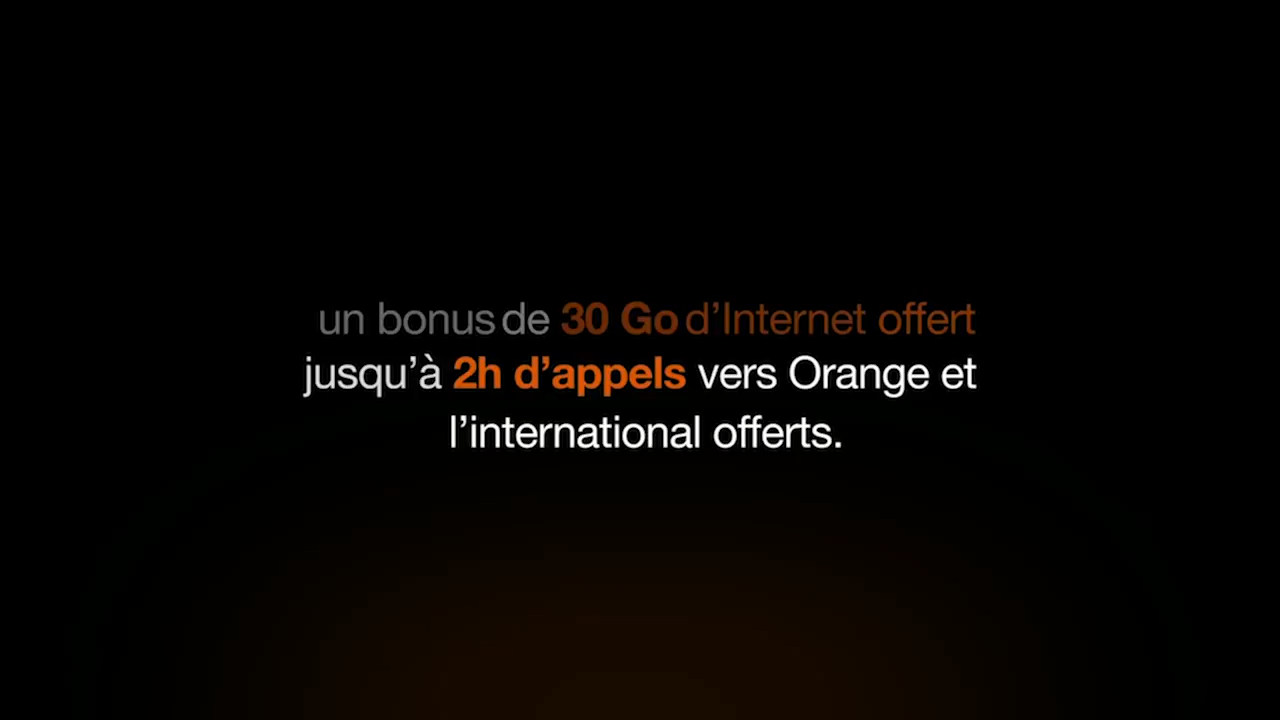 un bonus de 30 Go d’Internet offert
jusqu’à 2h d’appels vers Orange et
l’international offerts.